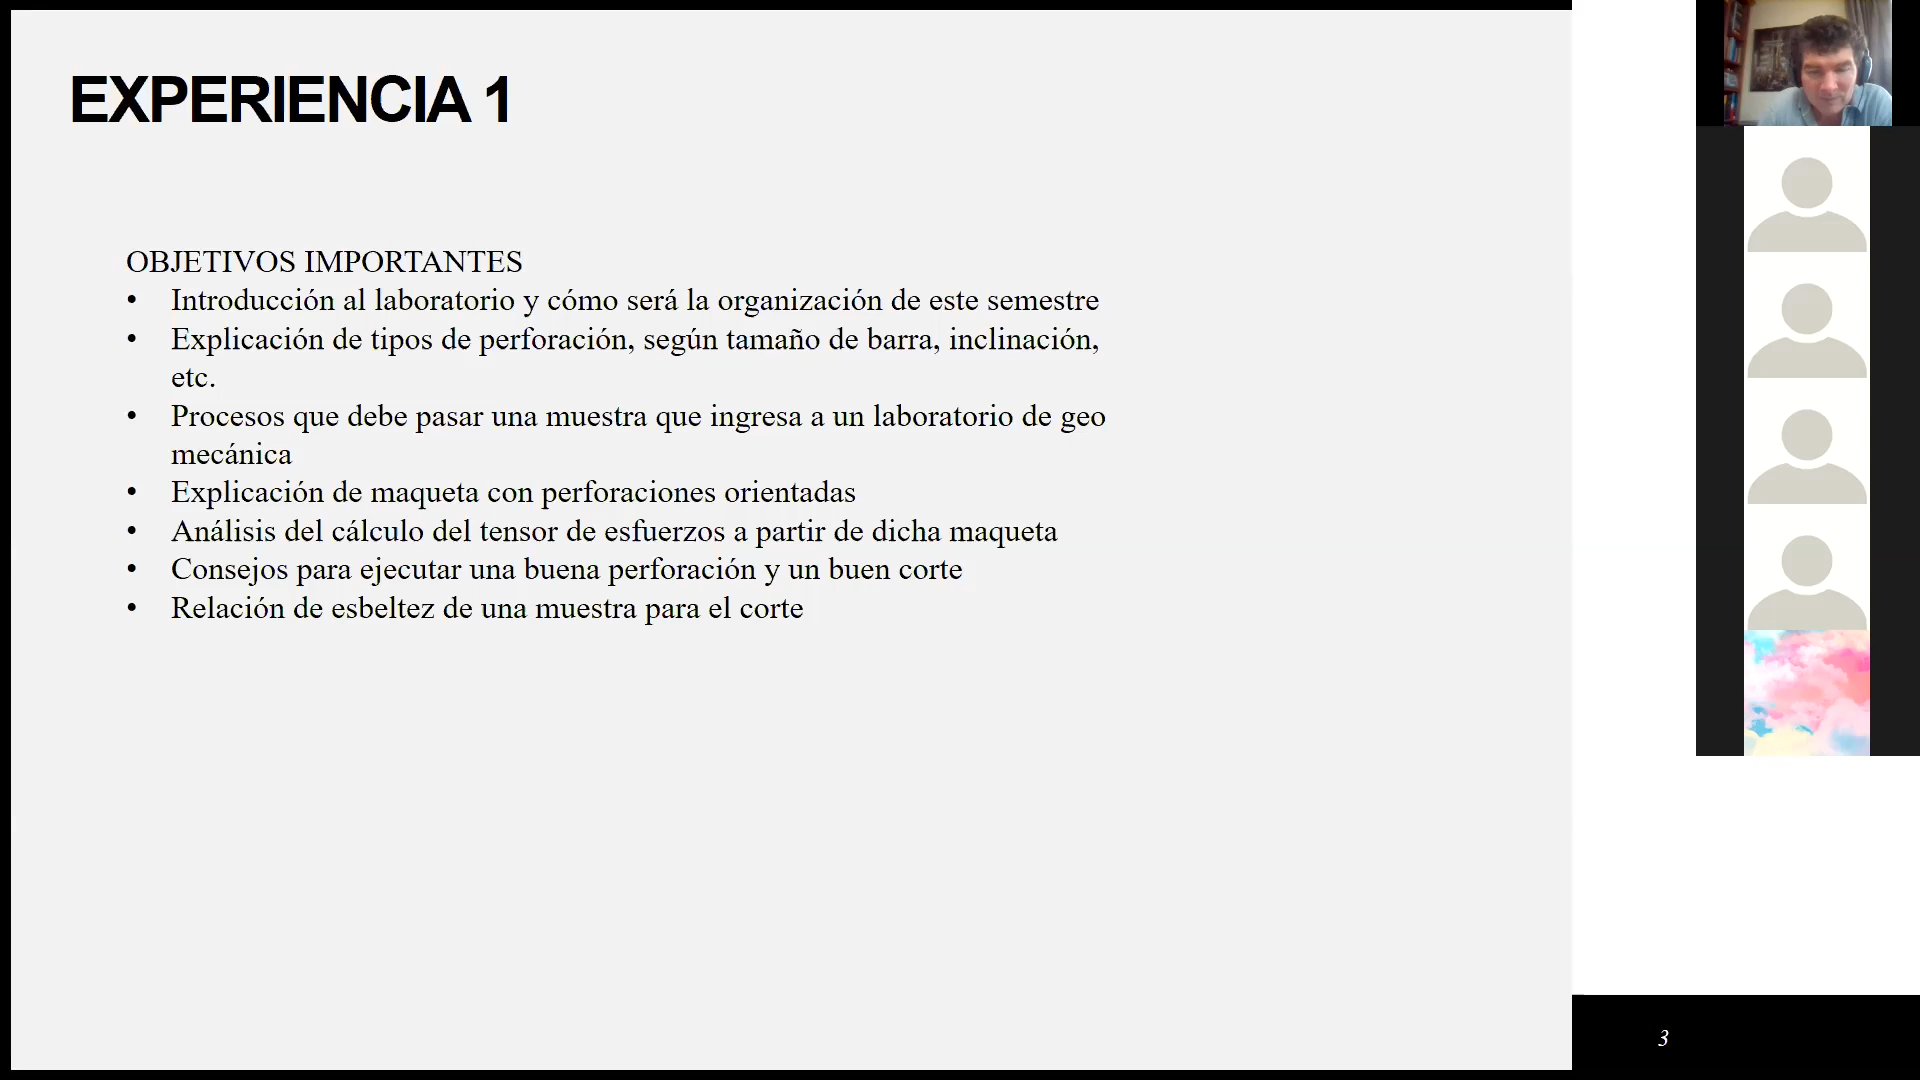 EXPERIENCIA 1
OBJETIVOS IMPORTANTES
• Introducción al laboratorio y cómo será la organización de este semestre
• Explicación de tipos de perforación, según tamaño de barra, inclinación,
etc.
• Procesos que debe pasar una muestra que ingresa a un laboratorio de geo
mecánica
• Explicación de maqueta con perforaciones orientadas
• Análisis del cálculo del tensor de esfuerzos a partir de dicha maqueta
• Consejos para ejecutar una buena perforación y un buen corte
• Relación de esbeltez de una muestra para el corte
3